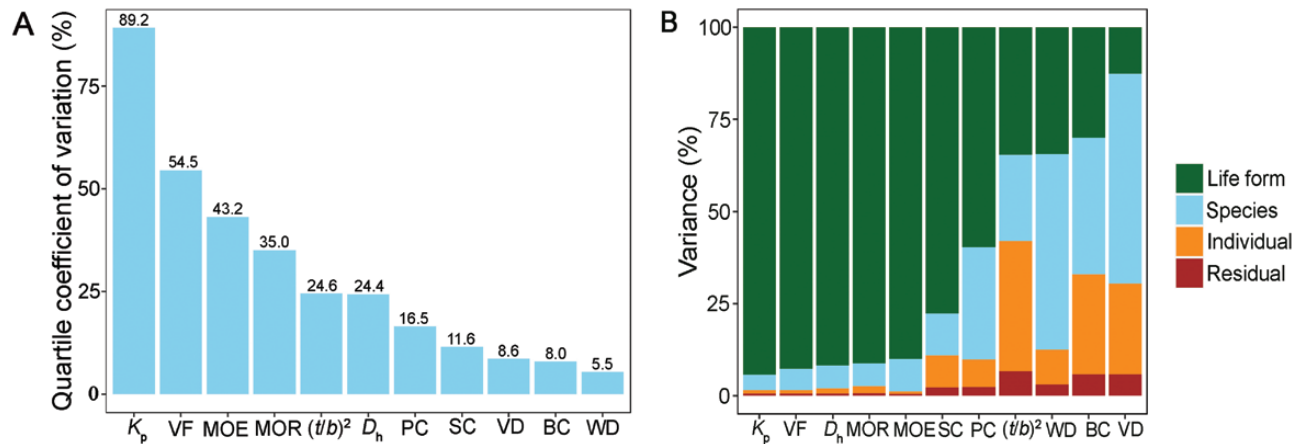 A
Quartile coefficient of variation (%)
75
50
25
0
89.2
54.5
43.2
35.0
24.6
24.4
16.5
11.6
8.6
8.0
5.5
Kp VF MOE MOR (t/b)² Dh PC SC VD BC WD
B
Variance (%)
100
75
50
25
0
Kp VF Dh MOR MOE SC PC (t/b)² WD BC VD
Life form
Species
Individual
Residual